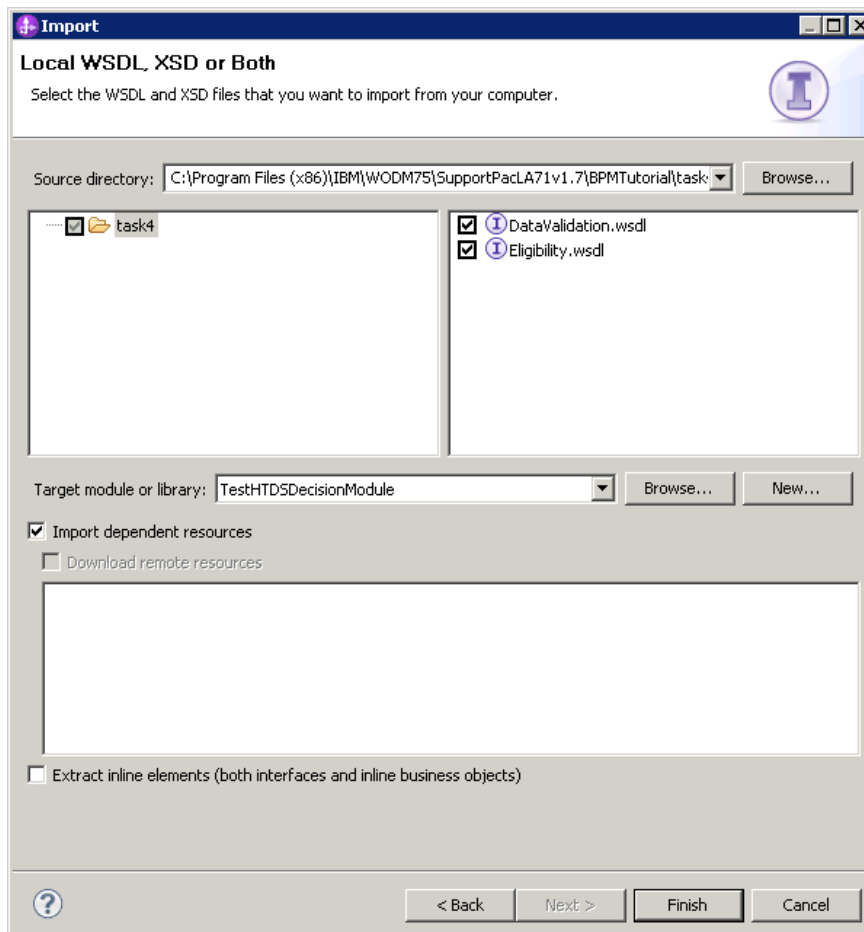 Import
Local WSDL, XSD or Both
Select the WSDL and XSD files that you want to import from your computer.
Source directory: C:\Program Files (x86)\IBM\WODM75\SupportPacLA71v1.7\BPMTutorial\task Browse...
task4
DataValidation.wsdl
Eligibility.wsdl
Target module or library: TestHTDSDecisionModule Browse... New...
Import dependent resources
Download remote resources
Extract inline elements (both interfaces and inline business objects)
? < Back Next > Finish Cancel